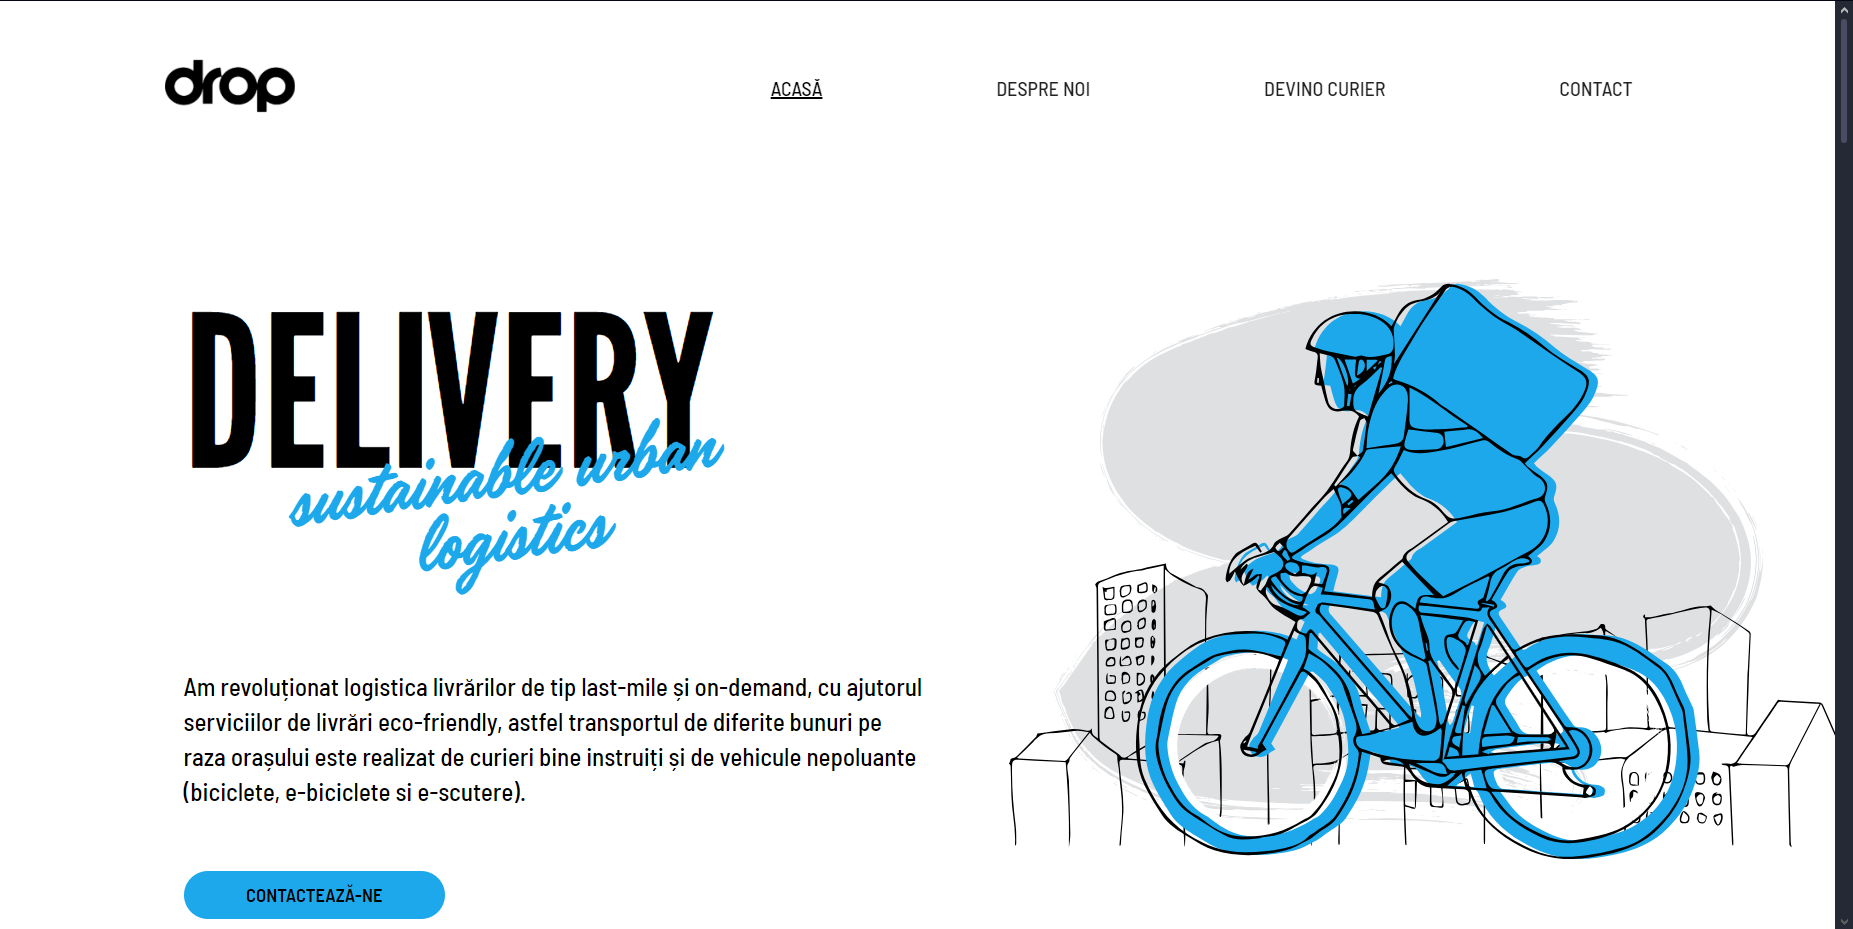 drop
ACASĂ
DESPRE NOI
DEVINO CURIER
CONTACT
DELIVERY
sustainable urban
logistics
Am revoluționat logistica livrărilor de tip last-mile și on-demand, cu ajutorul
serviciilor de livrări eco-friendly, astfel transportul de diferite bunuri pe
raza orașului este realizat de curieri bine instruiți și de vehicule nepoluante
(biciclete, e-biciclete si e-scutere).
CONTACTEAZĂ-NE